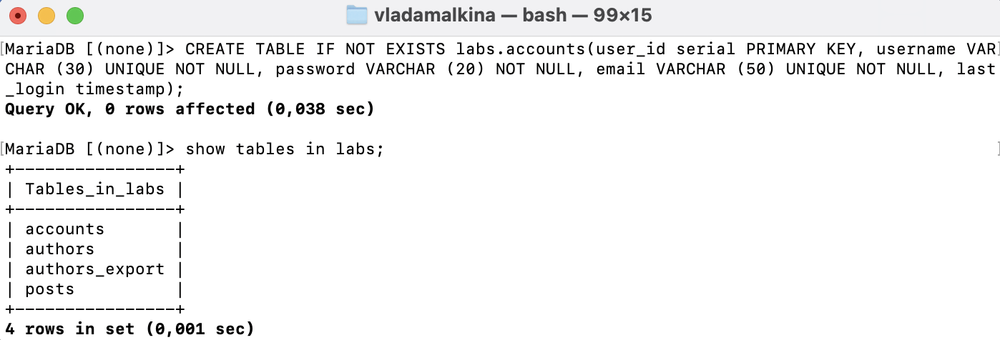 vladamalkina — bash — 99×15
[MariaDB [(none)]> CREATE TABLE IF NOT EXISTS labs.accounts(user_id serial PRIMARY KEY, username VAR]
CHAR (30) UNIQUE NOT NULL, password VARCHAR (20) NOT NULL, email VARCHAR (50) UNIQUE NOT NULL, last
_login timestamp);
Query OK, 0 rows affected (0,038 sec)
[MariaDB [(none)]> show tables in labs; ]
+----------------+
| Tables_in_labs |
+----------------+
| accounts       |
| authors        |
| authors_export |
| posts          |
+----------------+
4 rows in set (0,001 sec)